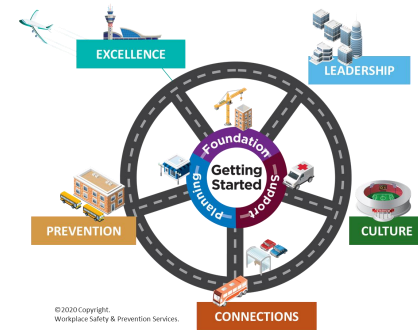 EXCELLENCE
LEADERSHIP
Foundation
Getting
Started
Planning
Support
PREVENTION
CULTURE
©2020 Copyright.
Workplace Safety & Prevention Services.
CONNECTIONS